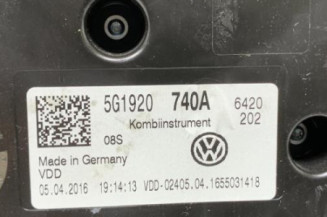 5G1920 740A 6420
Kombiinstrument 202
08S
Made in Germany
VDD
05.04.2016 19:14:13 VDD-02405.04.1655031418